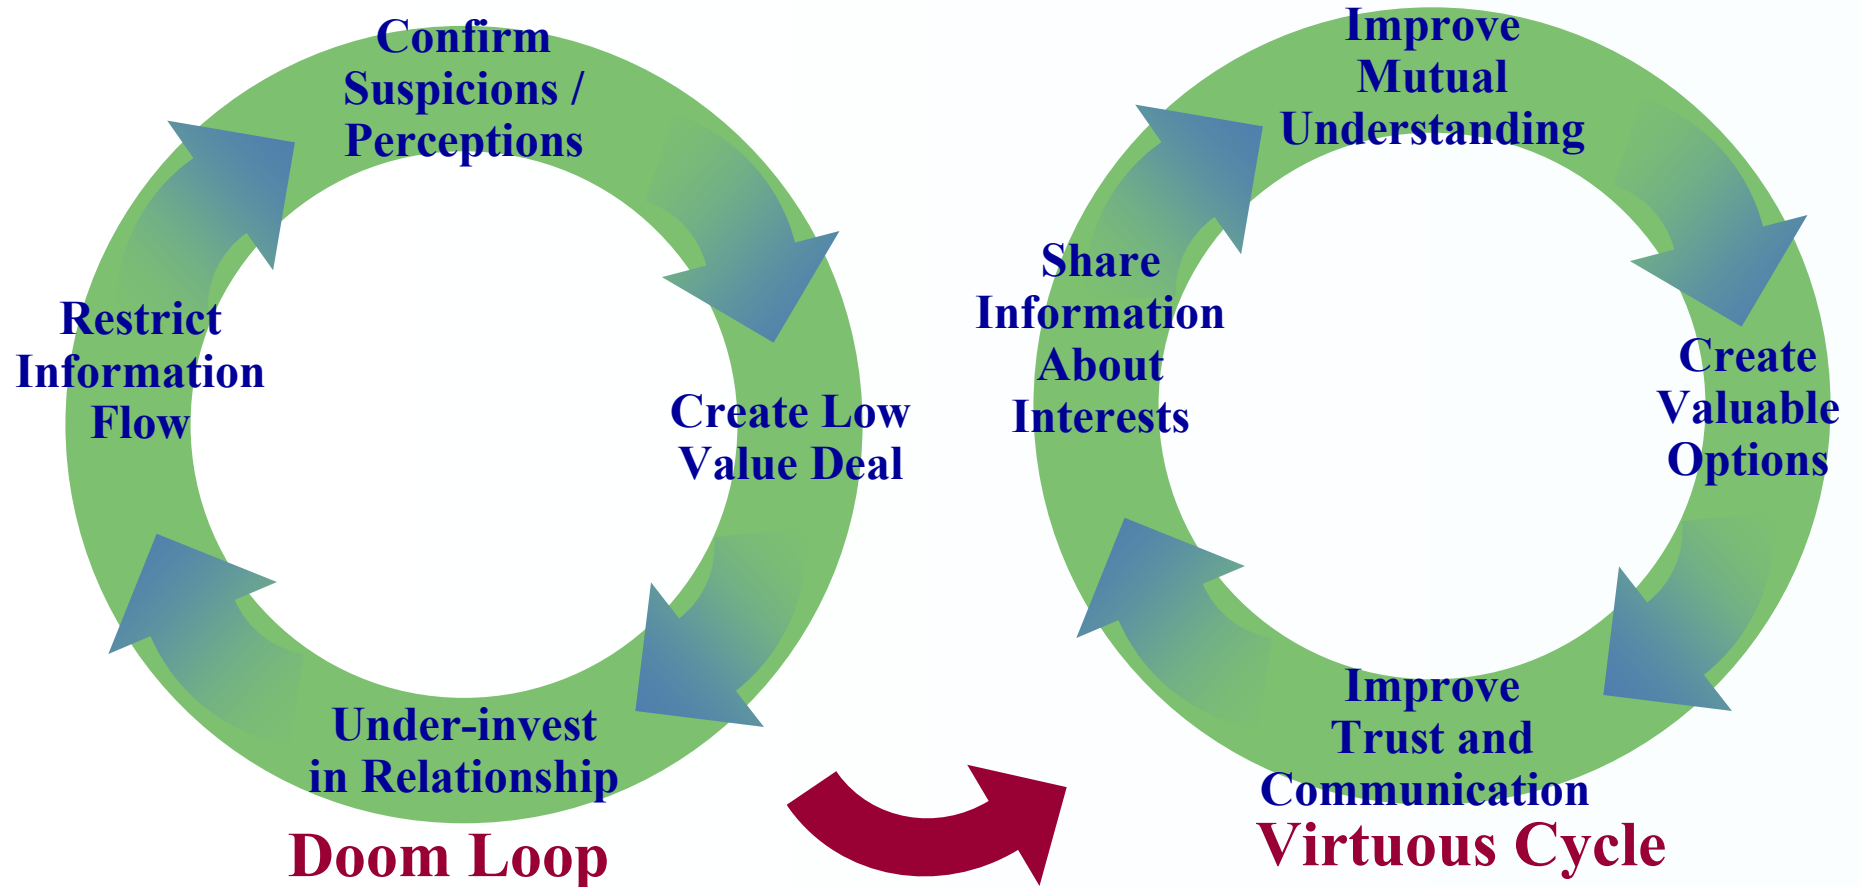 Confirm
Suspicions /
Perceptions
Create Low
Value Deal
Under-invest
in Relationship
Restrict
Information
Flow
Doom Loop
Improve
Mutual
Understanding
Create
Valuable
Options
Improve
Trust and
Communication
Share
Information
About
Interests
Virtuous Cycle